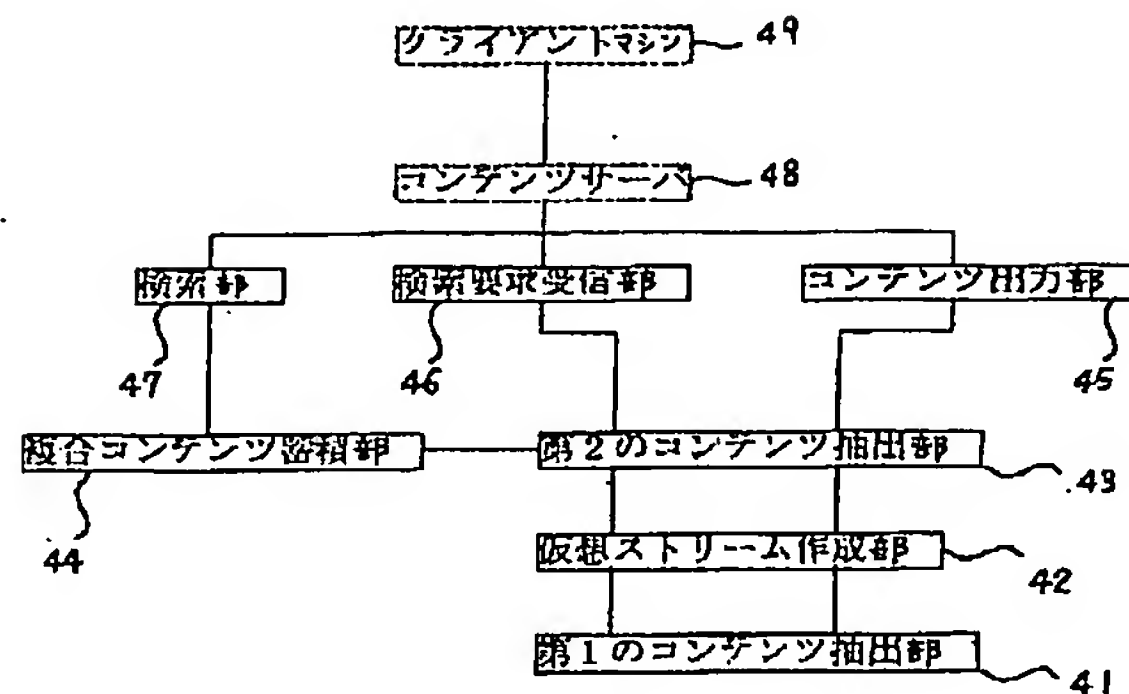 クライアントマシン 49
コンテンツサーバ 48
検索部
検索要求受信部
コンテンツ出力部
47
46
45
複合コンテンツ蓄積部
第2のコンテンツ抽出部
43
44
仮想ストリーム作成部
42
第1のコンテンツ抽出部
41